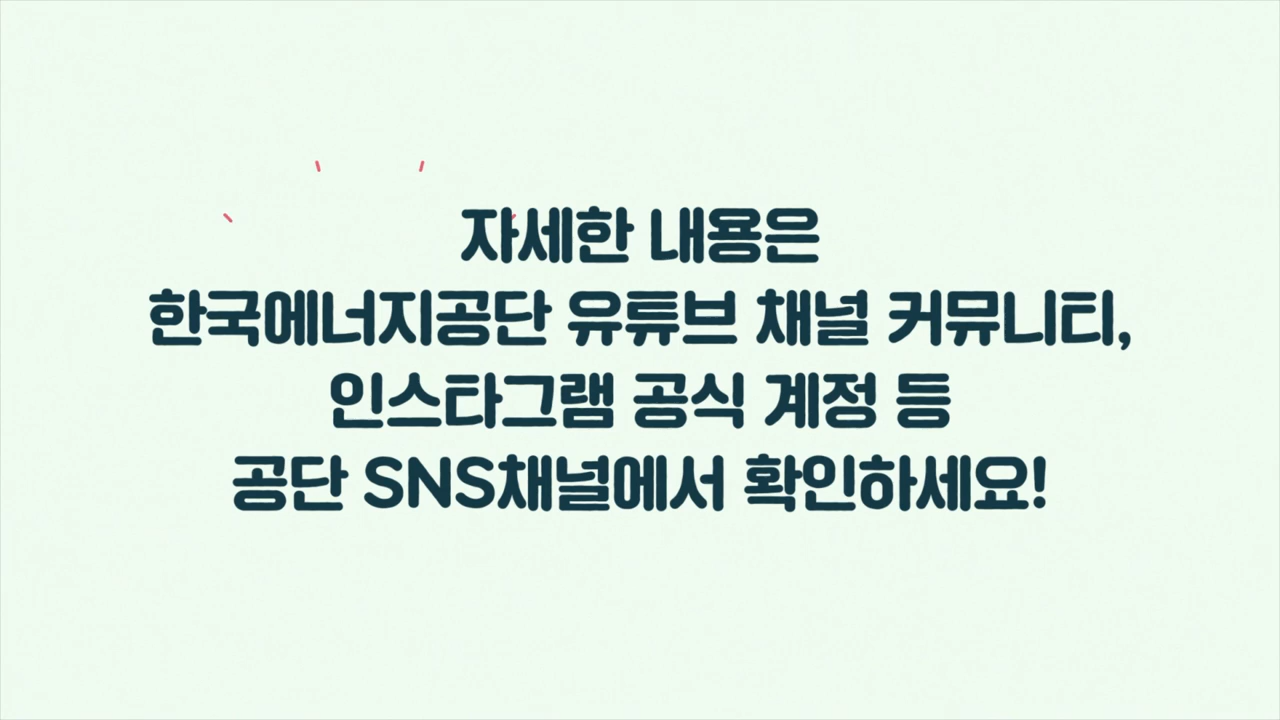 자세한 내용은
한국에너지공단 유튜브 채널 커뮤니티,
인스타그램 공식 계정 등
공단 SNS채널에서 확인하세요!